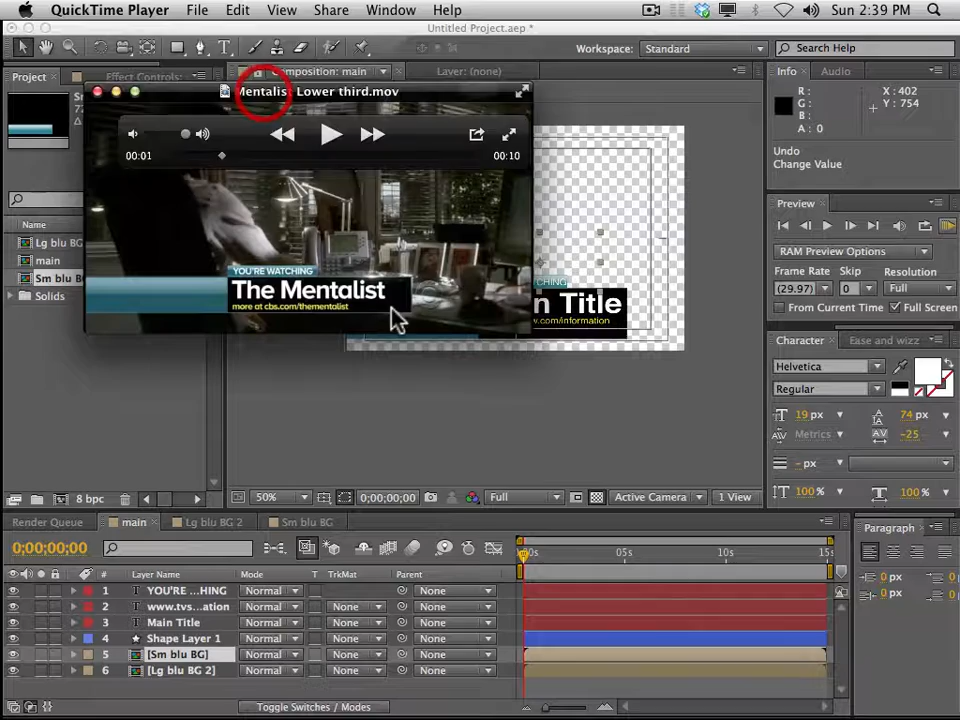 QuickTime Player File Edit View Share Window Help Sun 2:39 PM
Untitled Project.aep *
Workspace: Standard Search Help
Project Effect Controls: Composition: main Layer: (none) Info Audio
Mentalist Lower third.mov
00:01 00:10
X : 402
Y : 754
R :
G :
B :
A : 0
Undo
Change Value
YOU'RE WATCHING
The Mentalist
more at cbs.com/thementalist
CHING
n Title
v.com/information
Preview
RAM Preview Options
Frame Rate Skip Resolution
(29.97) 0 Full
From Current Time Full Screen
Name
Lg blu BG
main
Sm blu BG
Solids
Character Ease and wizz
Helvetica
Regular
19 px 74 px
Metrics -25
- px
100 % 100 %
8 bpc 50% 0;00;00;00 Full Active Camera 1 View
Render Queue main Lg blu BG 2 Sm blu BG
0;00;00;00
# Layer Name Mode T TrkMat Parent
05s 10s 15s
1 YOU'RE ...HING Normal None
2 www.tvs...ation Normal None None
3 Main Title Normal None None
4 Shape Layer 1 Normal None None
5 [Sm blu BG] Normal None None
6 [Lg blu BG 2] Normal None None
Toggle Switches / Modes
Paragraph
0 px 0
0 px 0